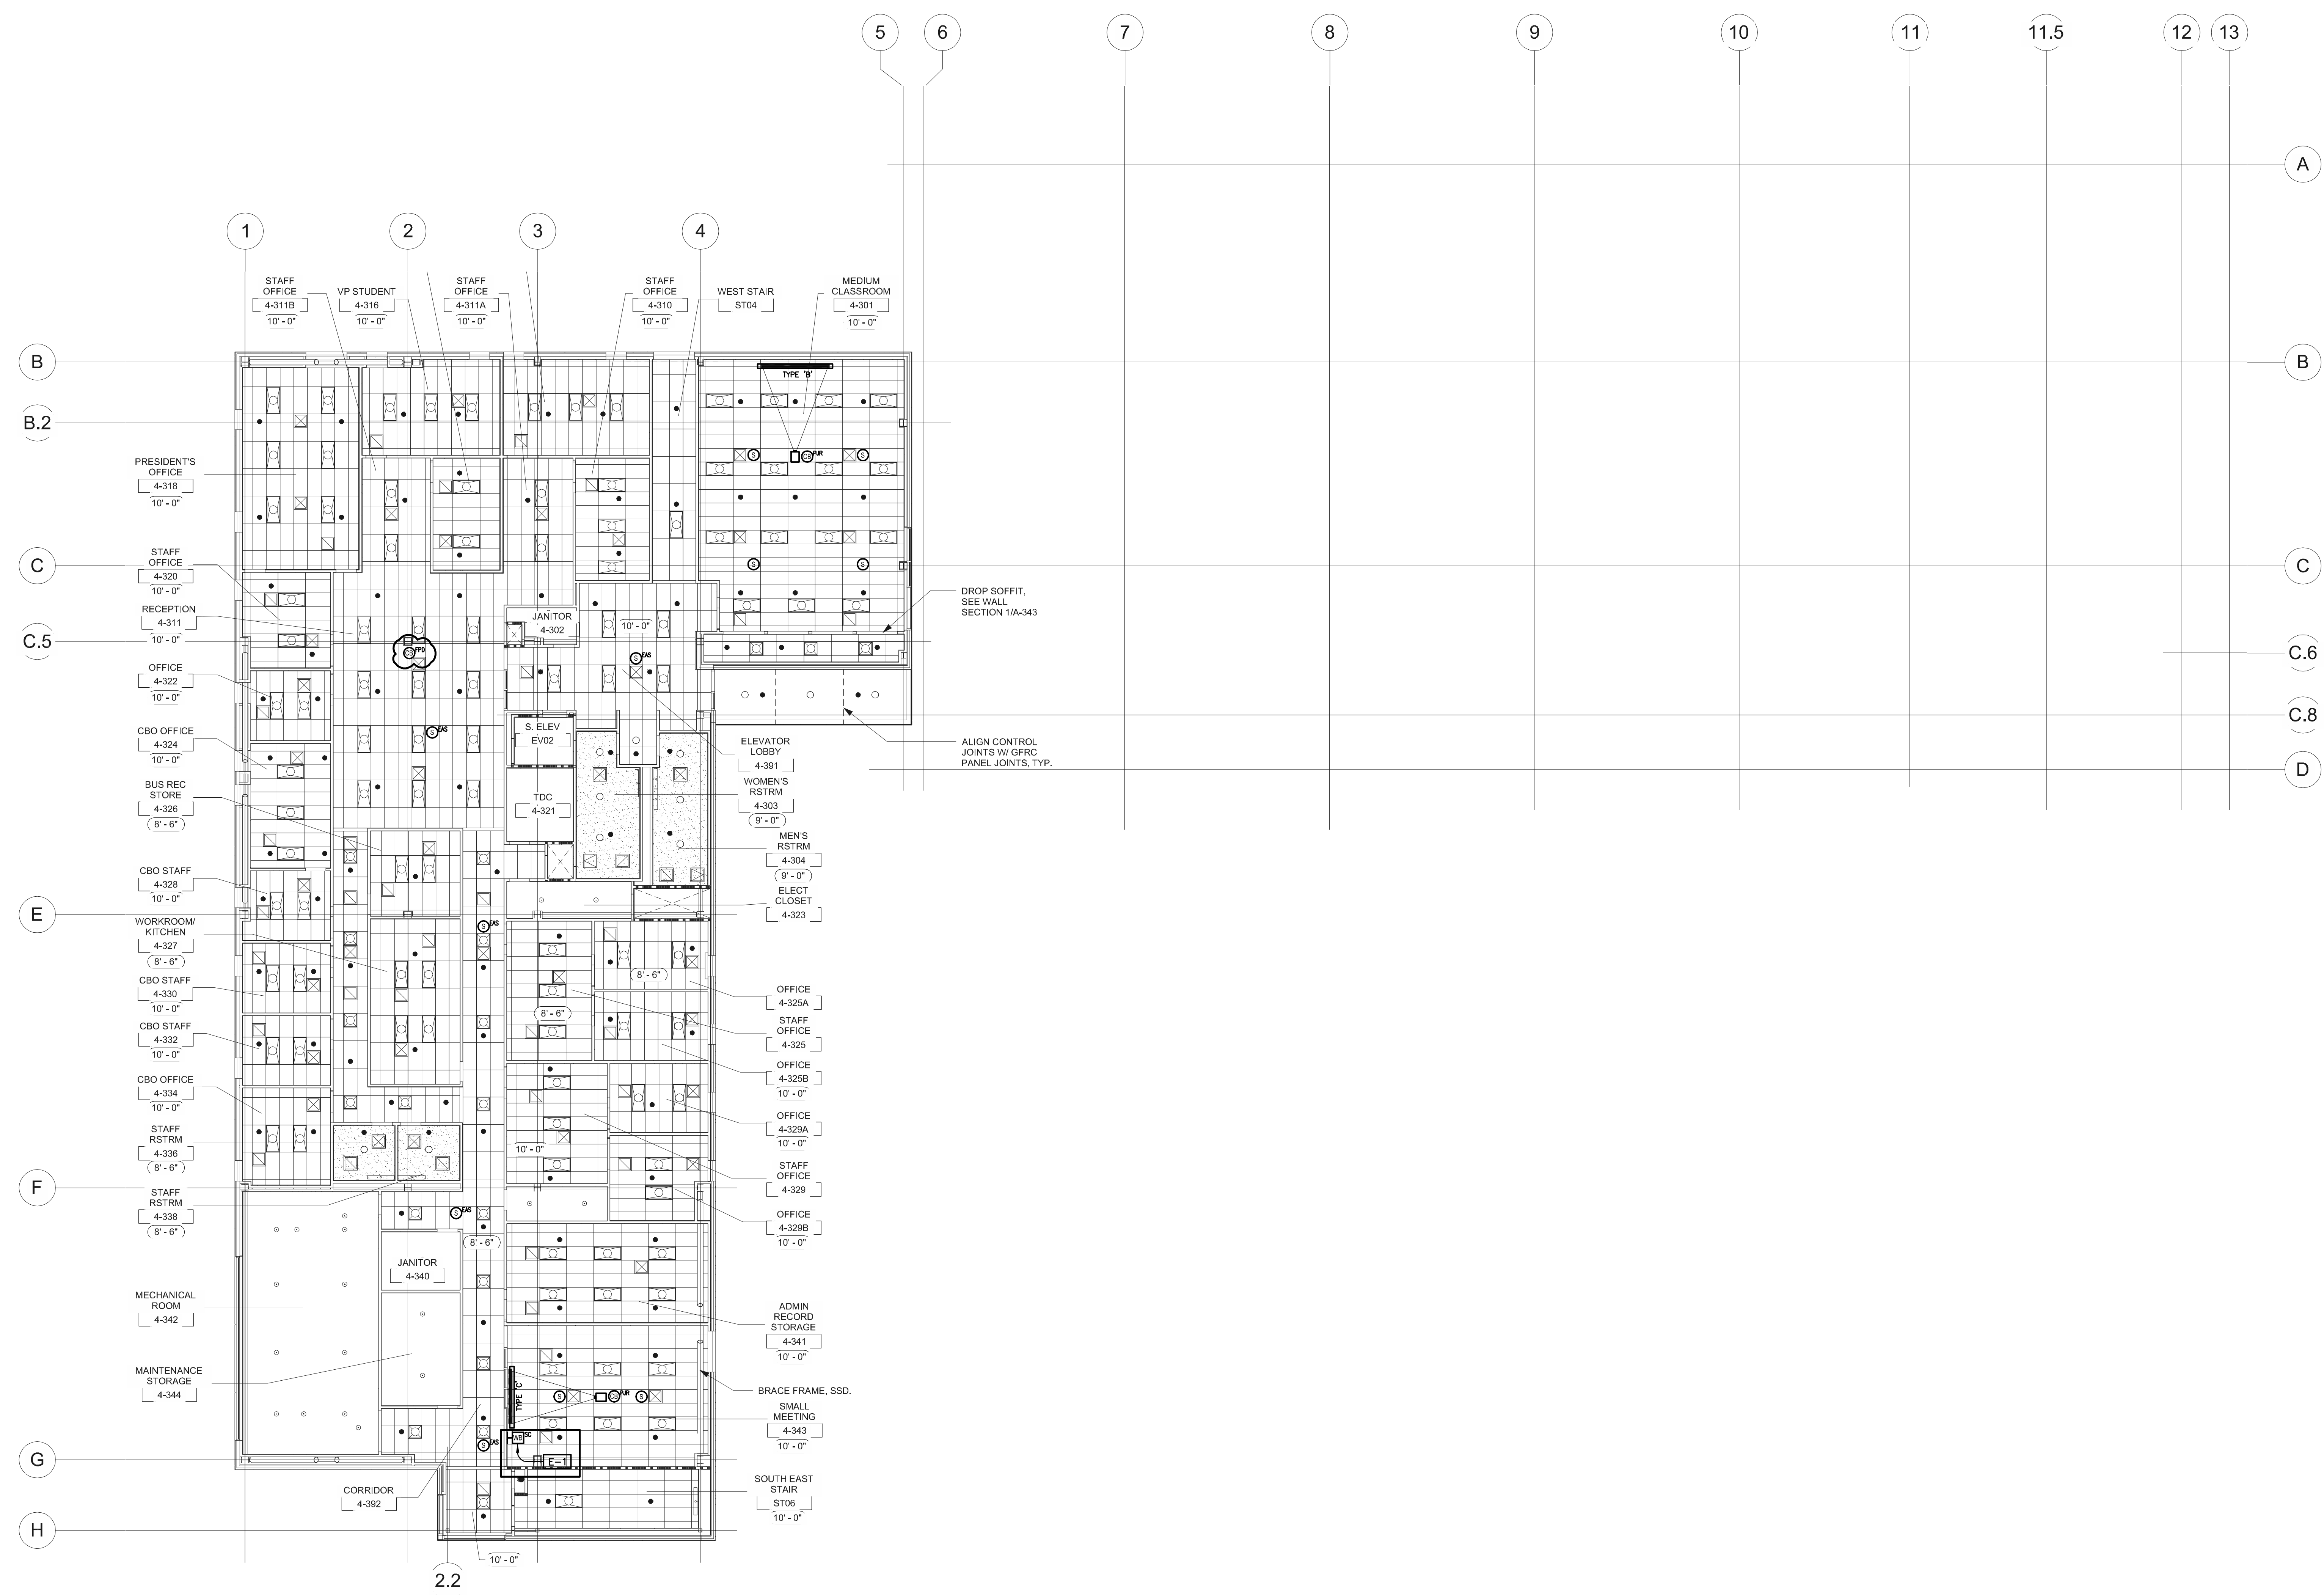 5
6
7
8
9
10
11
11.5
12
13
A
1
2
3
4
STAFF
OFFICE
4-311B
10' - 0"
VP STUDENT
4-316
10' - 0"
STAFF
OFFICE
4-311A
10' - 0"
STAFF
OFFICE
4-310
10' - 0"
WEST STAIR
ST04
MEDIUM
CLASSROOM
4-301
10' - 0"
B
B
TYPE 'B'
B.2
S
CB
PJR
S
PRESIDENT'S
OFFICE
4-318
10' - 0"
STAFF
OFFICE
4-320
10' - 0"
C
S
S
C
DROP SOFFIT,
SEE WALL
SECTION 1/A-343
RECEPTION
4-311
10' - 0"
JANITOR
4-302
10' - 0"
C.5
CB
FPD
S
EAS
C.6
OFFICE
4-322
10' - 0"
C.8
CBO OFFICE
4-324
10' - 0"
S
EAS
S. ELEV
EV02
ELEVATOR
LOBBY
4-391
ALIGN CONTROL
JOINTS W/ GFRC
PANEL JOINTS, TYP.
D
BUS REC
STORE
4-326
8' - 6"
TDC
4-321
WOMEN'S
RSTRM
4-303
9' - 0"
MEN'S
RSTRM
4-304
9' - 0"
CBO STAFF
4-328
10' - 0"
ELECT
CLOSET
4-323
E
WORKROOM/
KITCHEN
4-327
8' - 6"
S
EAS
CBO STAFF
4-330
10' - 0"
8' - 6"
8' - 6"
OFFICE
4-325A
STAFF
OFFICE
4-325
CBO STAFF
4-332
10' - 0"
OFFICE
4-325B
10' - 0"
CBO OFFICE
4-334
10' - 0"
OFFICE
4-329A
10' - 0"
STAFF
RSTRM
4-336
8' - 6"
10' - 0"
STAFF
OFFICE
4-329
F
STAFF
RSTRM
4-338
8' - 6"
S
EAS
8' - 6"
OFFICE
4-329B
10' - 0"
JANITOR
4-340
MECHANICAL
ROOM
4-342
ADMIN
RECORD
STORAGE
4-341
10' - 0"
MAINTENANCE
STORAGE
4-344
TYPE 'C'
S
CB
PJR
S
BRACE FRAME, SSD.
SMALL
MEETING
4-343
10' - 0"
WB
SC
S
EAS
E-1
G
CORRIDOR
4-392
SOUTH EAST
STAIR
ST06
10' - 0"
H
10' - 0"
2.2